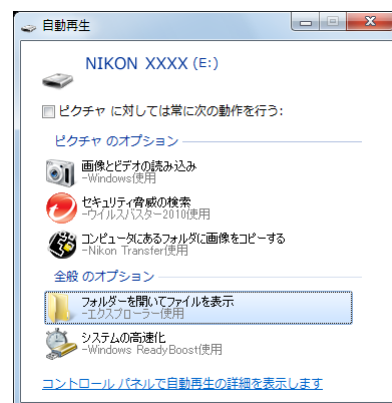 自動再生
NIKON XXXX (E:)
ピクチャ に対しては常に次の動作を行う:
ピクチャ のオプション
画像とビデオの読み込み
-Windows使用
セキュリティ脅威の検索
-ウイルスバスター2010使用
コンピュータにあるフォルダに画像をコピーする
-Nikon Transfer使用
全般 のオプション
フォルダーを開いてファイルを表示
-エクスプローラー使用
システムの高速化
-Windows ReadyBoost使用
コントロール パネルで自動再生の詳細を表示します